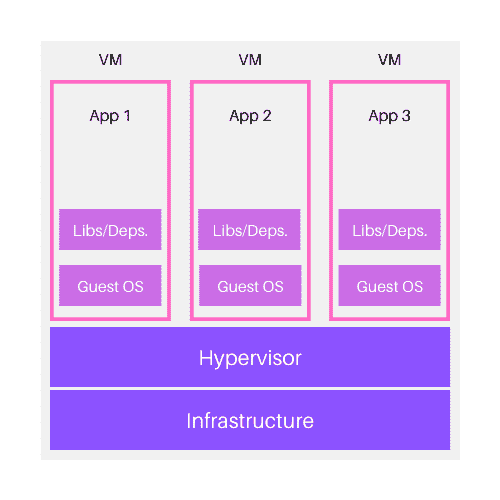 VM VM VM
App 1 App 2 App 3
Libs/Deps. Libs/Deps. Libs/Deps.
Guest OS Guest OS Guest OS
Hypervisor
Infrastructure